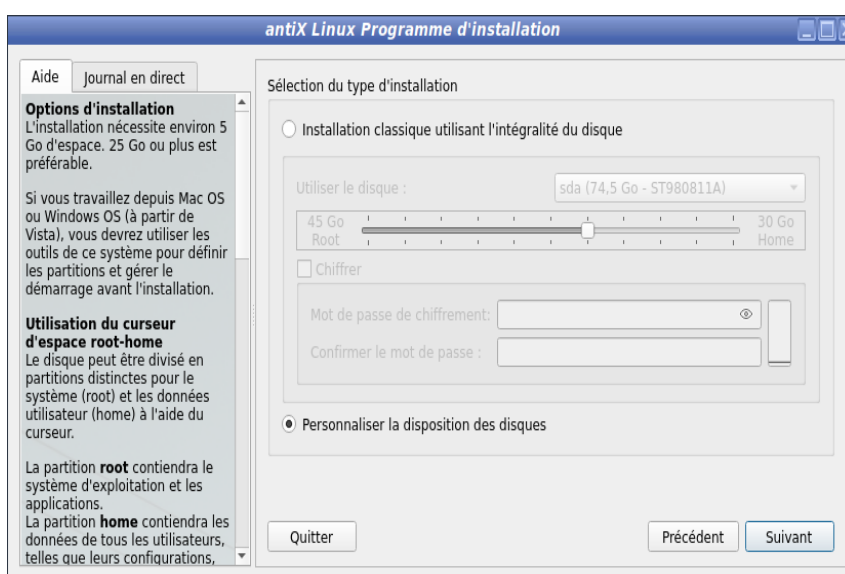 antiX Linux Programme d'installation
Aide
Journal en direct
Options d'installation
L'installation nécessite environ 5
Go d'espace. 25 Go ou plus est
préférable.
Si vous travaillez depuis Mac OS
ou Windows OS (à partir de
Vista), vous devrez utiliser les
outils de ce système pour définir
les partitions et gérer le
démarrage avant l'installation.
Utilisation du curseur
d'espace root-home
Le disque peut être divisé en
partitions distinctes pour le
système (root) et les données
utilisateur (home) à l'aide du
curseur.
La partition root contiendra le
système d'exploitation et les
applications.
La partition home contiendra les
données de tous les utilisateurs,
telles que leurs configurations,
Sélection du type d'installation
Installation classique utilisant l'intégralité du disque
Utiliser le disque :
sda (74,5 Go - ST980811A)
45 Go
Root
30 Go
Home
Chiffrer
Mot de passe de chiffrement:
Confirmer le mot de passe :
Personnaliser la disposition des disques
Quitter
Précédent
Suivant